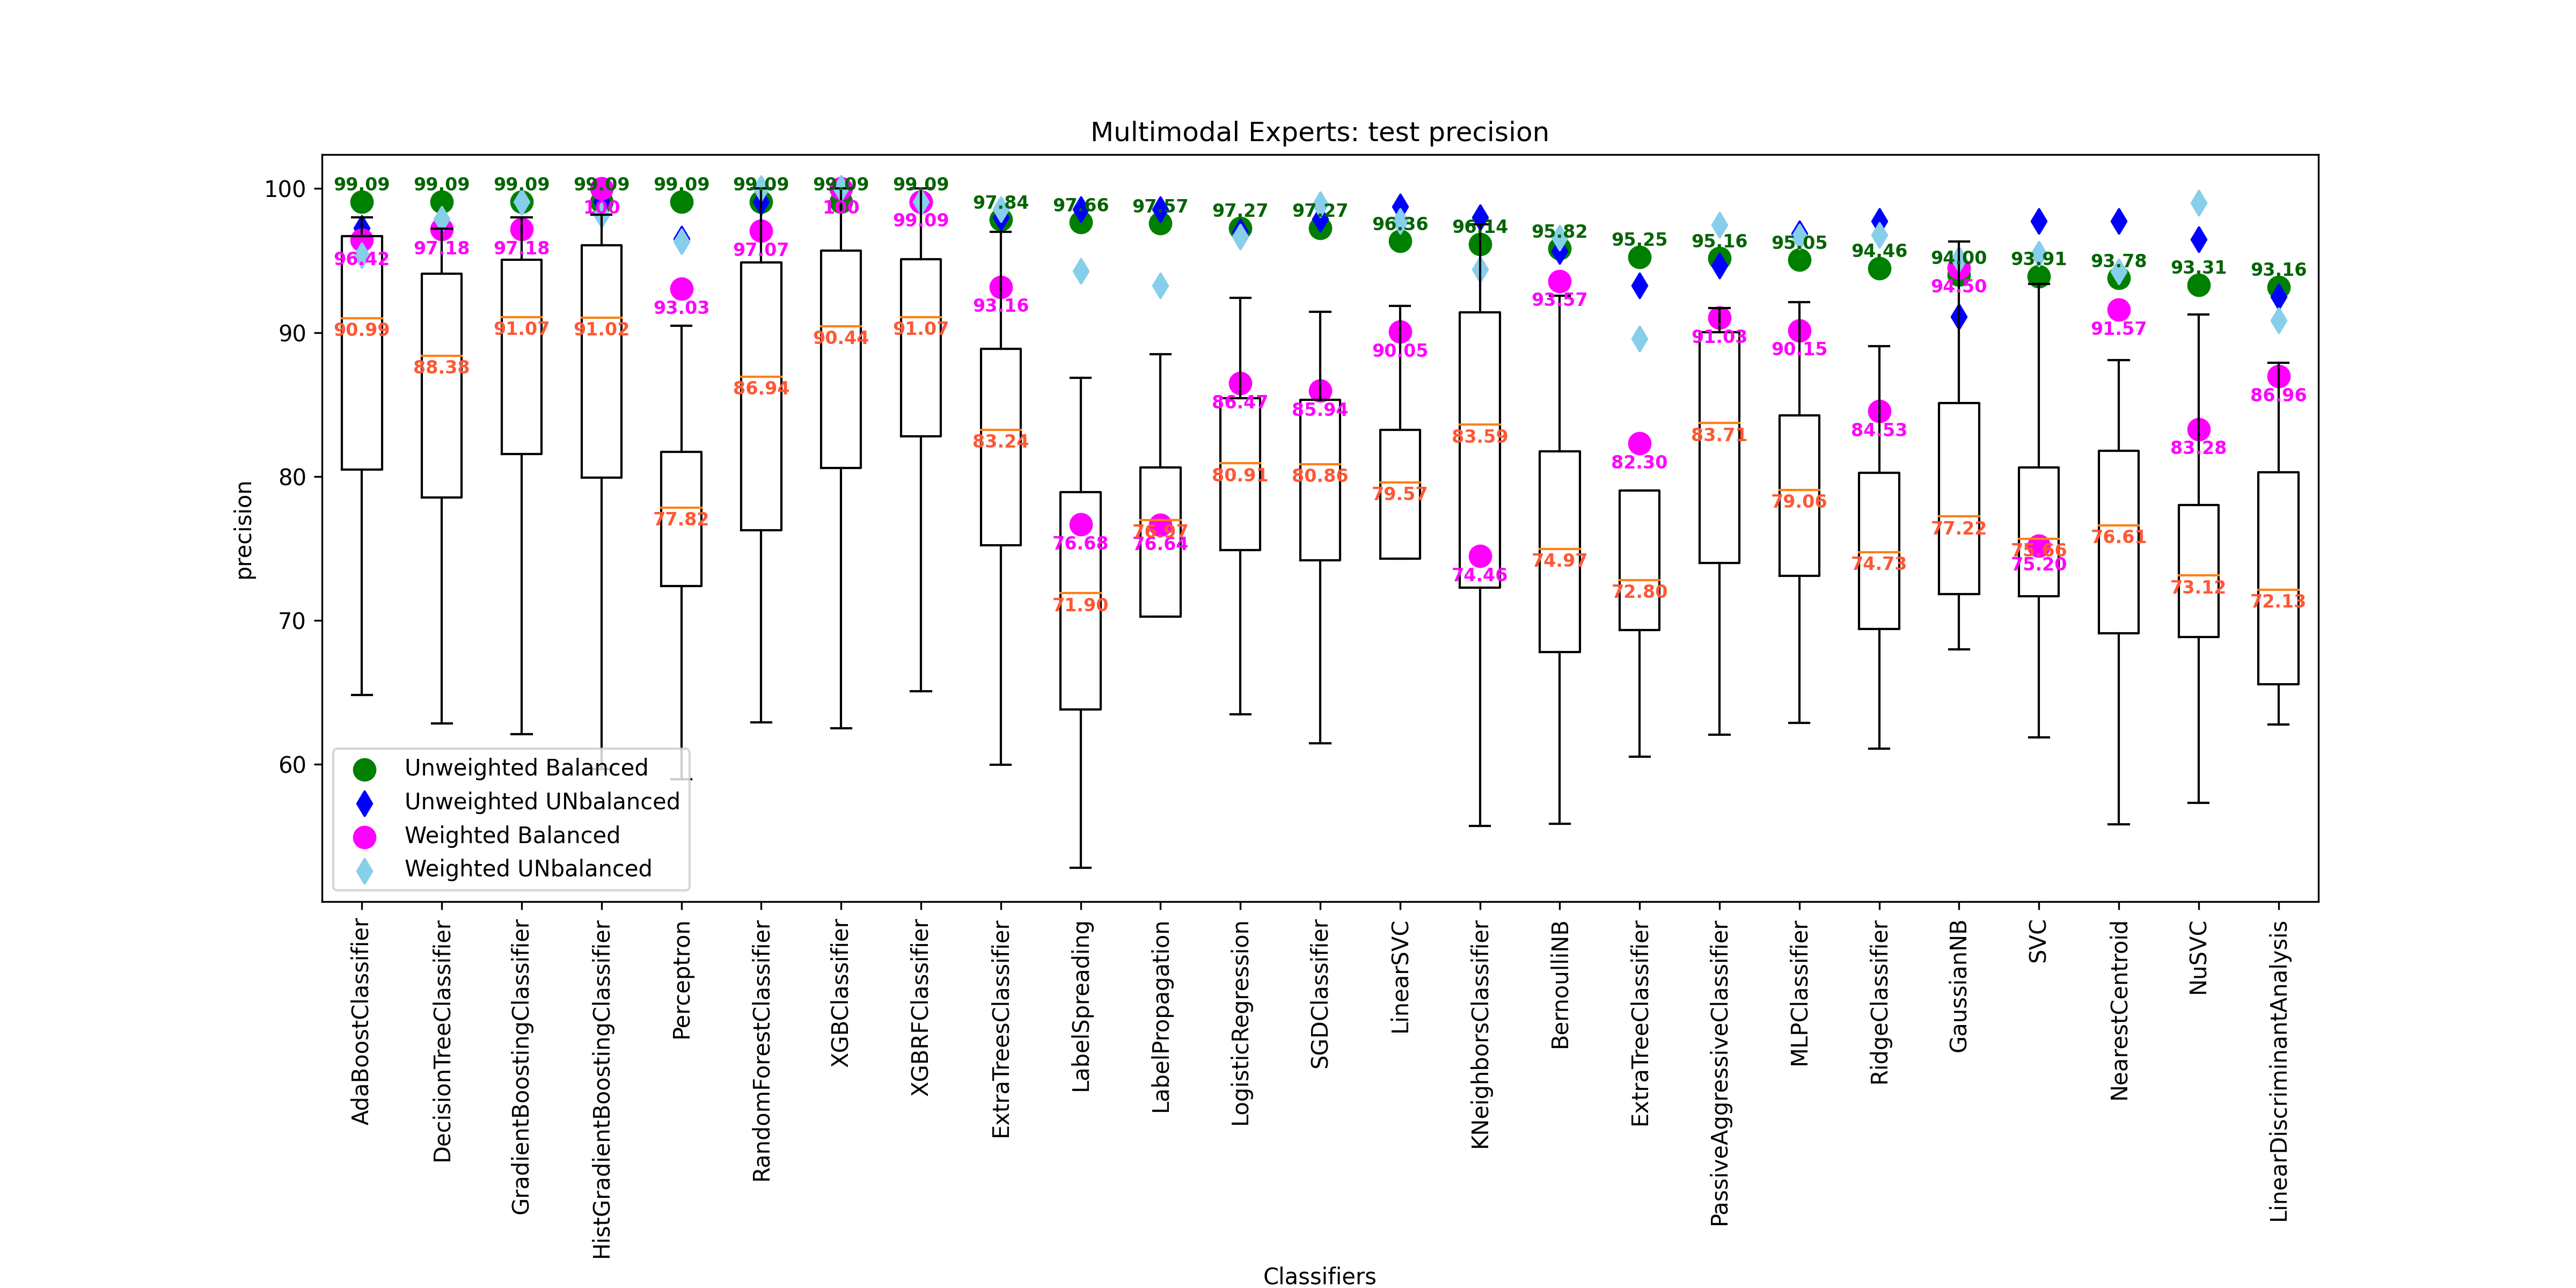 Multimodal Experts: test precision
precision
100
90
80
70
60
99.09 99.09 99.09 99.09 99.09 99.09 99.09 99.09 97.84 97.66 97.57 97.27 97.27 96.36 96.14 95.82 95.25 95.16 95.05 94.46 94.00 93.91 93.78 93.31 93.16
96.42 97.18 97.18 100 93.03 97.07 100 99.09 93.16 76.68 76.64 86.47 85.94 90.05 74.46 93.57 82.30 91.03 90.15 84.53 94.50 75.20 91.57 83.28 86.96
90.99 88.38 91.07 91.02 77.82 86.94 90.44 91.07 83.24 71.90 76.97 80.91 80.86 79.57 83.59 74.97 72.80 83.71 79.06 74.73 77.22 75.66 76.61 73.12 72.13
Unweighted Balanced
Unweighted UNbalanced
Weighted Balanced
Weighted UNbalanced
AdaBoostClassifier
DecisionTreeClassifier
GradientBoostingClassifier
HistGradientBoostingClassifier
Perceptron
RandomForestClassifier
XGBClassifier
XGBRFClassifier
ExtraTreesClassifier
LabelSpreading
LabelPropagation
LogisticRegression
SGDClassifier
LinearSVC
KNeighborsClassifier
BernoulliNB
ExtraTreeClassifier
PassiveAggressiveClassifier
MLPClassifier
RidgeClassifier
GaussianNB
SVC
NearestCentroid
NuSVC
LinearDiscriminantAnalysis
Classifiers